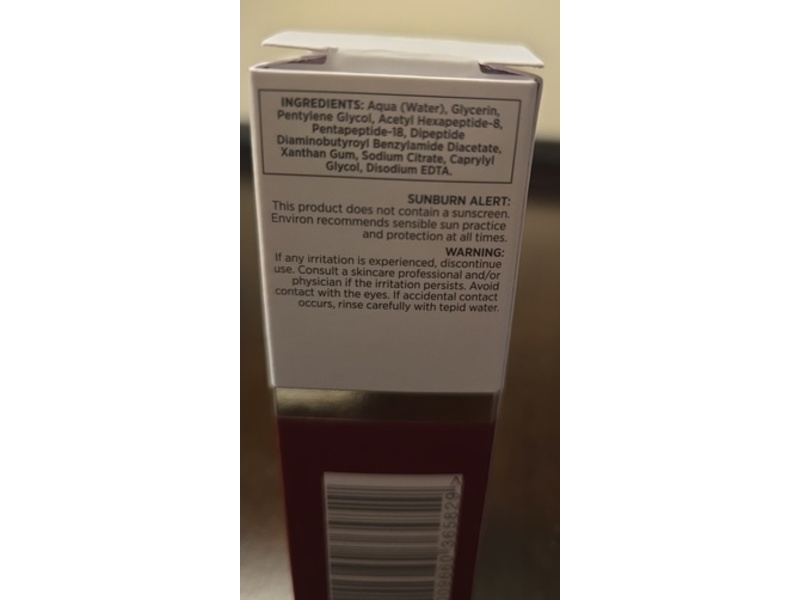 INGREDIENTS: Aqua (Water), Glycerin,
Pentylene Glycol, Acetyl Hexapeptide-8,
Pentapeptide-18, Dipeptide
Diaminobutyroyl Benzylamide Diacetate,
Xanthan Gum, Sodium Citrate, Caprylyl
Glycol, Disodium EDTA.
SUNBURN ALERT:
This product does not contain a sunscreen.
Environ recommends sensible sun practice
and protection at all times.
WARNING:
If any irritation is experienced, discontinue
use. Consult a skincare professional and/or
physician if the irritation persists. Avoid
contact with the eyes. If accidental contact
occurs, rinse carefully with tepid water.
365829>